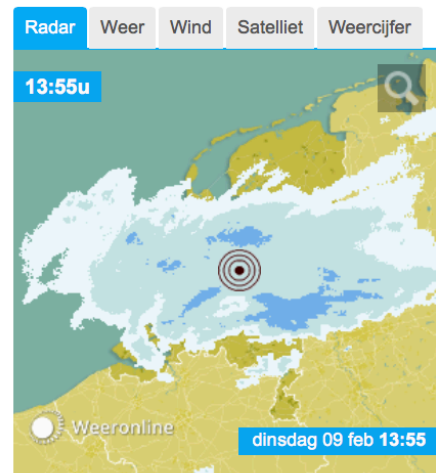 Radar Weer Wind Satelliet Weercijfer
13:55u
Weeronline
dinsdag 09 feb 13:55